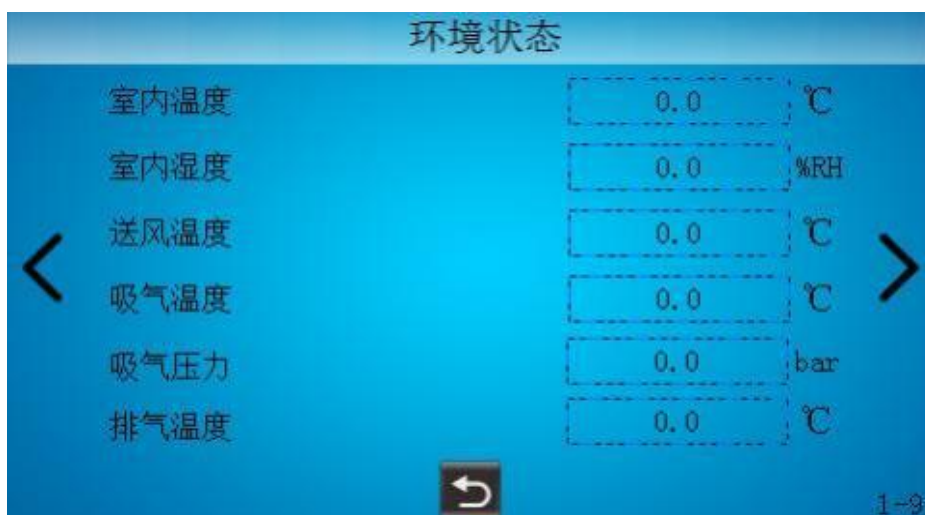 环境状态
室内温度 0.0 ℃
室内湿度 0.0 %RH
送风温度 0.0 ℃
吸气温度 0.0 ℃
吸气压力 0.0 bar
排气温度 0.0 ℃
1-9